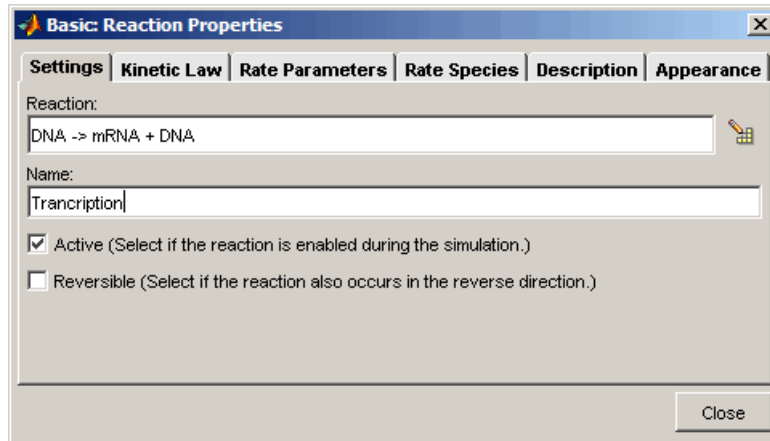 Basic: Reaction Properties
Settings Kinetic Law Rate Parameters Rate Species Description Appearance
Reaction:
DNA -> mRNA + DNA
Name:
Trancription
Active (Select if the reaction is enabled during the simulation.)
Reversible (Select if the reaction also occurs in the reverse direction.)
Close